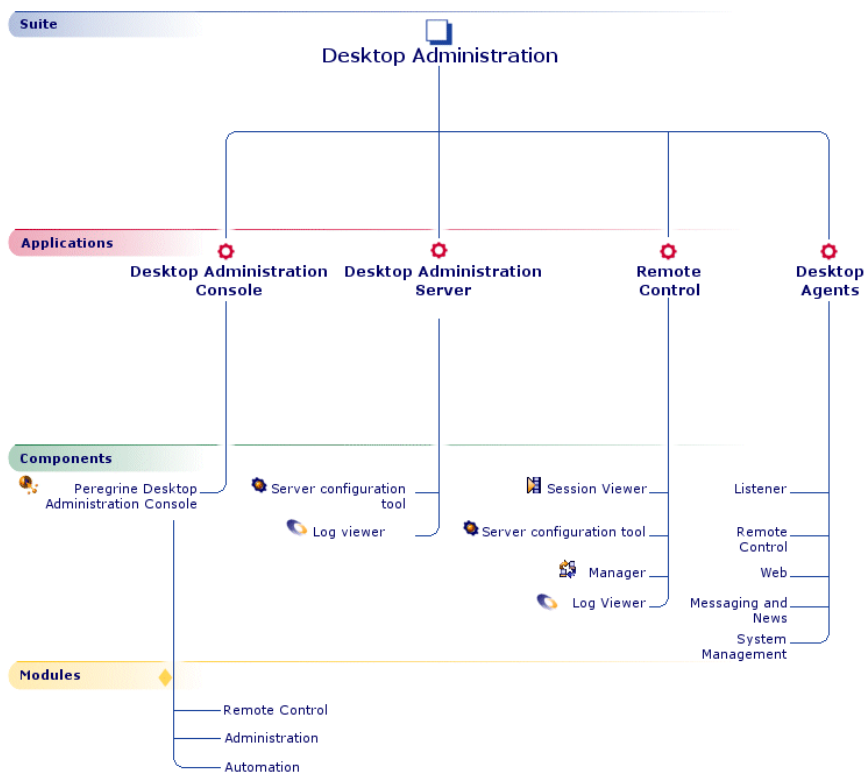 Suite
Desktop Administration
Applications
Desktop Administration
Console
Desktop Administration
Server
Remote
Control
Desktop
Agents
Components
Peregrine Desktop
Administration Console
Server configuration
tool
Log viewer
Session Viewer
Server configuration tool
Manager
Log Viewer
Listener
Remote
Control
Web
Messaging and
News
System
Management
Modules
Remote Control
Administration
Automation